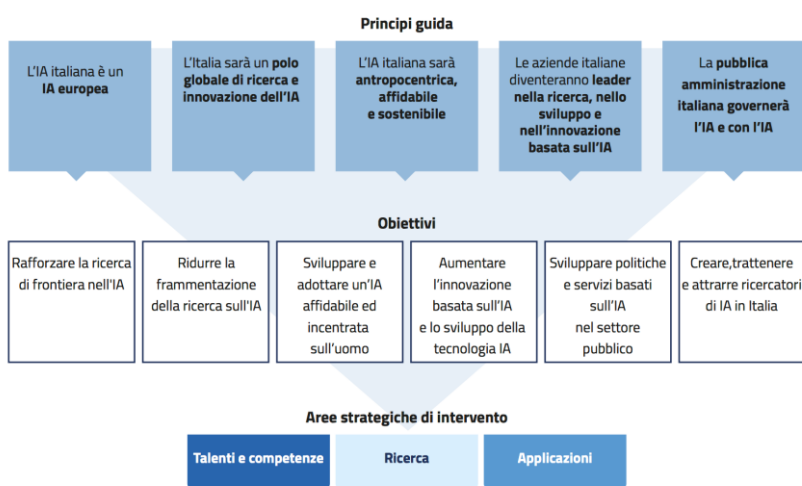 Principi guida
L'IA italiana è un
IA europea
L'Italia sarà un polo
globale di ricerca e
innovazione dell'IA
L'IA italiana sarà
antropocentrica,
affidabile
e sostenibile
Le aziende italiane
diventeranno leader
nella ricerca, nello
sviluppo e
nell'innovazione
basata sull'IA
La pubblica
amministrazione
italiana governerà
l'IA e con l'IA
Obiettivi
Rafforzare la ricerca
di frontiera nell'IA
Ridurre la
frammentazione
della ricerca sull'IA
Sviluppare e
adottare un'IA
affidabile ed
incentrata
sull'uomo
Aumentare
l'innovazione
basata sull'IA
e lo sviluppo della
tecnologia IA
Sviluppare politiche
e servizi basati
sull'IA
nel settore
pubblico
Creare,trattenere
e attrarre ricercatori
di IA in Italia
Aree strategiche di intervento
Talenti e competenze
Ricerca
Applicazioni